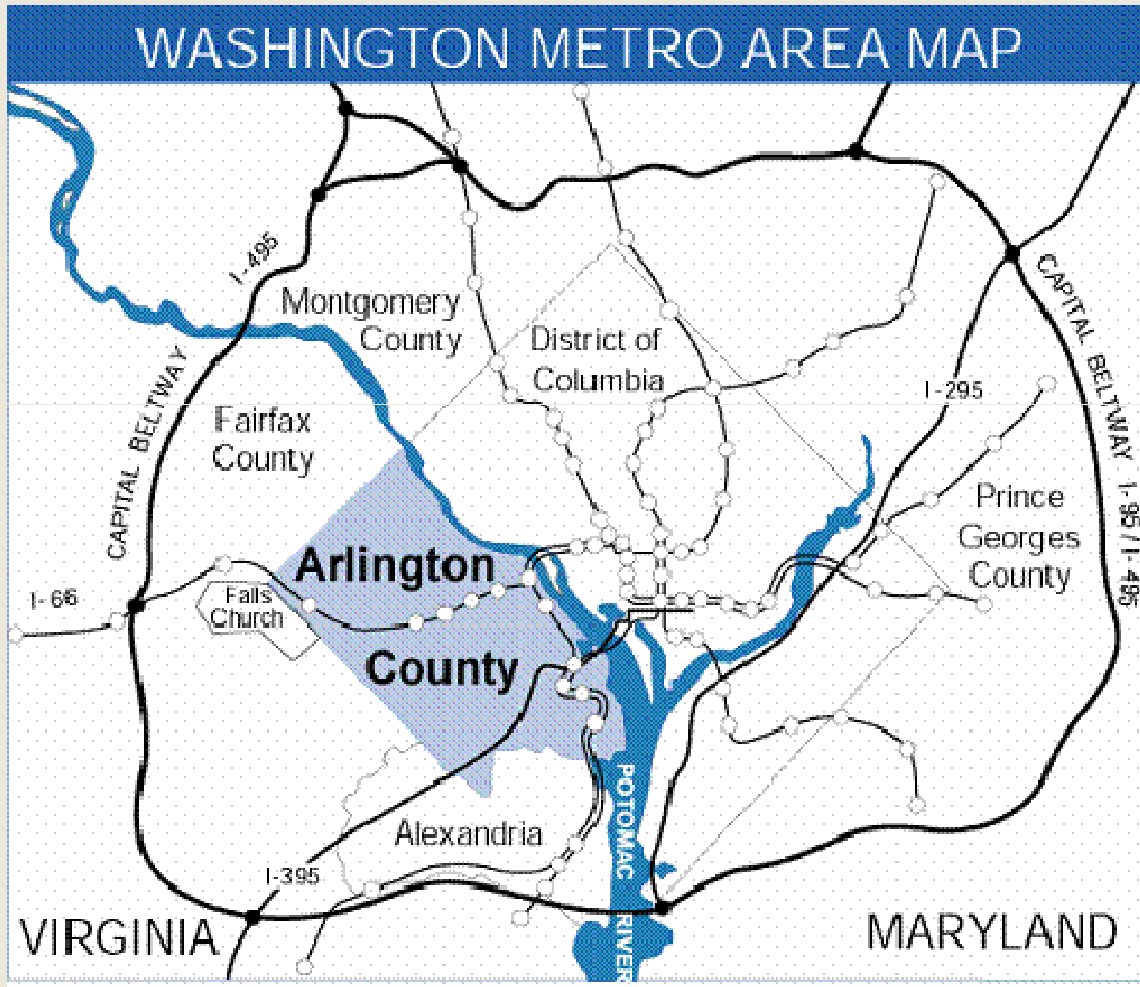 WASHINGTON METRO AREA MAP
I-495
Montgomery
County
District of
Columbia
CAPITAL BELTWAY
CAPITAL BELTWAY I-95 / I-495
I-295
Fairfax
County
Prince
Georges
County
Arlington
County
I-66
Falls
Church
POTOMAC RIVER
Alexandria
I-395
VIRGINIA
MARYLAND